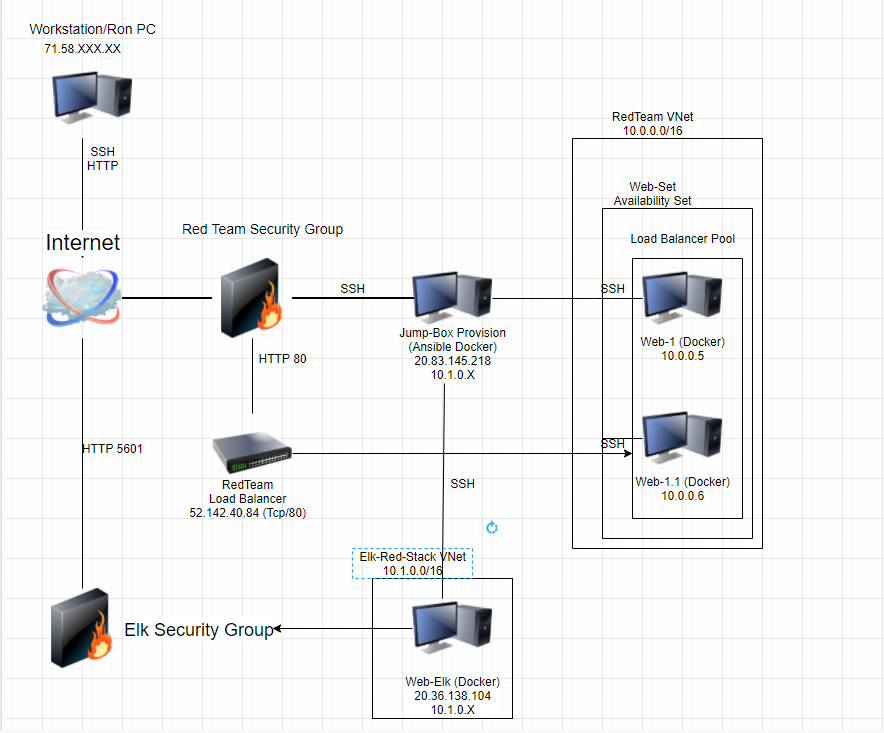 Workstation/Ron PC
71.58.XXX.XX
SSH
HTTP
Internet
Red Team Security Group
SSH
HTTP 80
Jump-Box Provision
(Ansible Docker)
20.83.145.218
10.1.0.X
RedTeam VNet
10.0.0.0/16
Web-Set
Availability Set
Load Balancer Pool
SSH
Web-1 (Docker)
10.0.0.5
SSH
Web-1.1 (Docker)
10.0.0.6
HTTP 5601
RedTeam
Load Balancer
52.142.40.84 (Tcp/80)
SSH
Elk-Red-Stack VNet
10.1.0.0/16
Elk Security Group
Web-Elk (Docker)
20.36.138.104
10.1.0.X